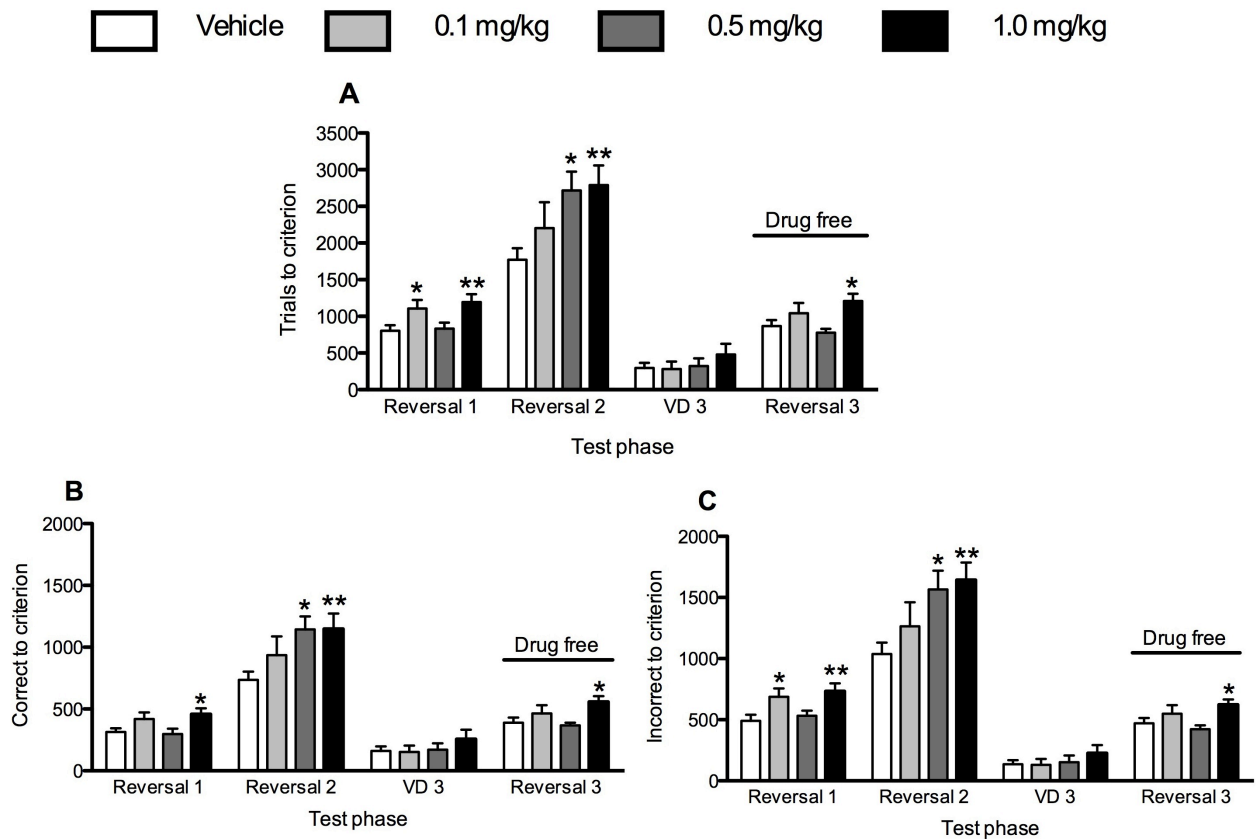 Vehicle 0.1 mg/kg 0.5 mg/kg 1.0 mg/kg
A
Trials to criterion
3500
3000
2500
2000
1500
1000
500
0
* ** * ** *
Drug free
Reversal 1 Reversal 2 VD 3 Reversal 3
Test phase
B
Correct to criterion
2000
1500
1000
500
0
* * ** *
Drug free
Reversal 1 Reversal 2 VD 3 Reversal 3
Test phase
C
Incorrect to criterion
2000
1500
1000
500
0
* ** * ** *
Drug free
Reversal 1 Reversal 2 VD 3 Reversal 3
Test phase